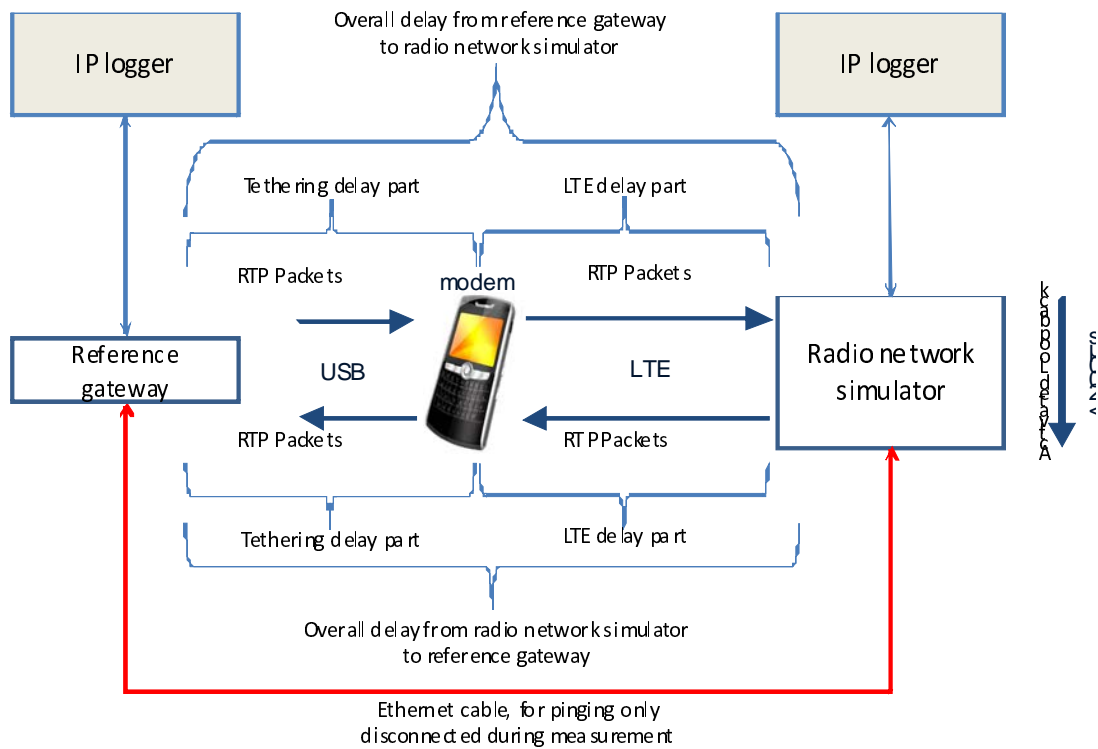 Overall delay from reference gateway
to radio network simulator
IP logger
IP logger
Tethering delay part
LTE delay part
RTP Packets
RTP Packets
modem
Reference
gateway
USB
LTE
Radio network
simulator
Activated Loopback
RTP Packets
RTP Packets
Tethering delay part
LTE delay part
Overall delay from radio network simulator
to reference gateway
Ethernet cable, for pinging only
disconnected during measurement